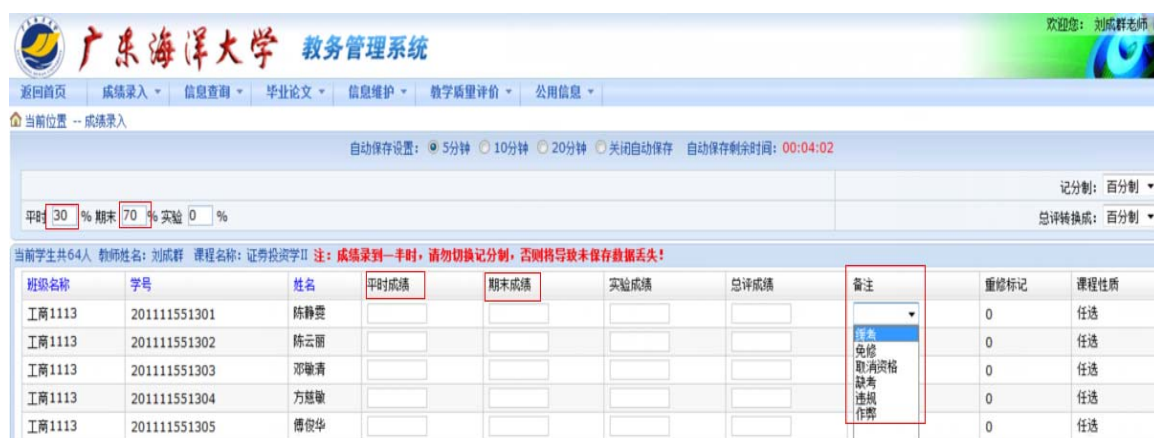 广东海洋大学 教务管理系统
欢迎您： 刘成群老师
返回首页 成绩录入 信息查询 毕业论文 信息维护 教学质量评价 公用信息
当前位置 -- 成绩录入
自动保存设置： 5分钟 10分钟 20分钟 关闭自动保存 自动保存剩余时间：00:04:02
记分制： 百分制
平时 30 % 期末 70 % 实验 0 % 总评转换成： 百分制
当前学生共64人 教师姓名：刘成群 课程名称：证券投资学II 注：成绩录到一半时，请勿切换记分制，否则将导致未保存数据丢失！
班级名称 学号 姓名 平时成绩 期末成绩 实验成绩 总评成绩 备注 重修标记 课程性质
工商1113 201111551301 陈静雯 0 任选
缓考
工商1113 201111551302 陈云丽 0 任选
免修
工商1113 201111551303 邓敏清 取消资格 0 任选
缺考
工商1113 201111551304 方慈敏 违规 0 任选
作弊
工商1113 201111551305 傅俊华 0 任选